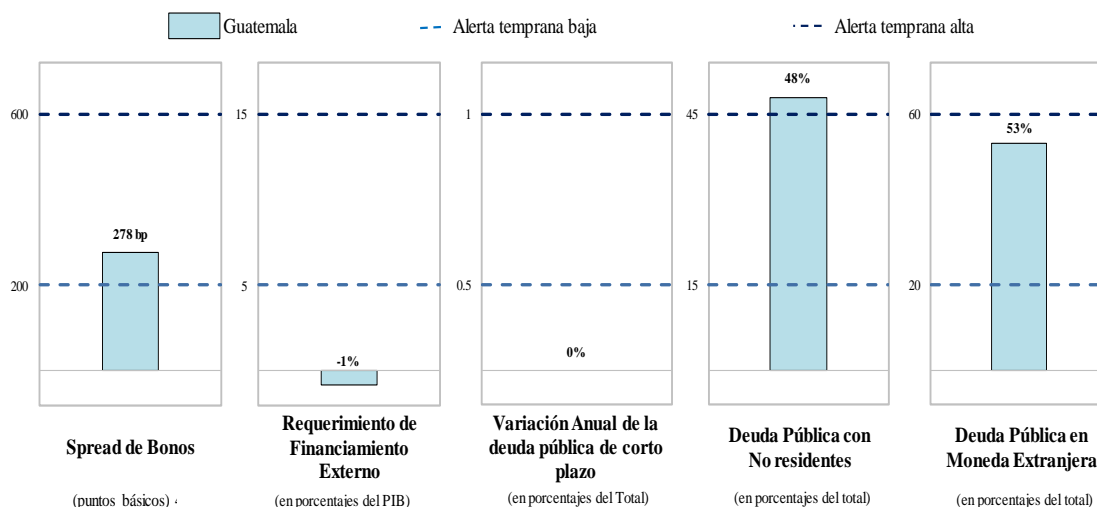 Guatemala
Alerta temprana baja
Alerta temprana alta
600
200
278 bp
Spread de Bonos
(puntos básicos) 4
15
5
-1%
Requerimiento de
Financiamiento
Externo
(en porcentajes del PIB)
1
0.5
0%
Variación Anual de la
deuda pública de corto
plazo
(en porcentajes del Total)
45
15
48%
Deuda Pública con
No residentes
(en porcentajes del total)
60
20
53%
Deuda Pública en
Moneda Extranjera
(en porcentajes del total)